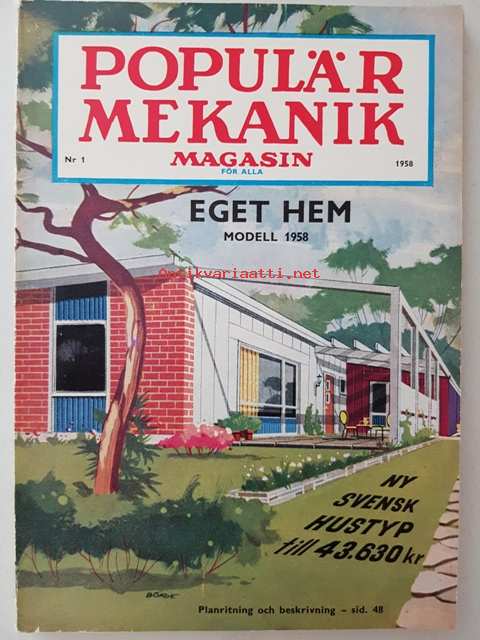 POPULÄR
MEKANIK
Nr 1
MAGASIN
1958
FÖR ALLA
EGET HEM
MODELL 1958
Antikvariaatti.net
NY
SVENSK
HUSTYP
till 43.630 kr
BÖRJE
Planritning och beskrivning – sid. 48